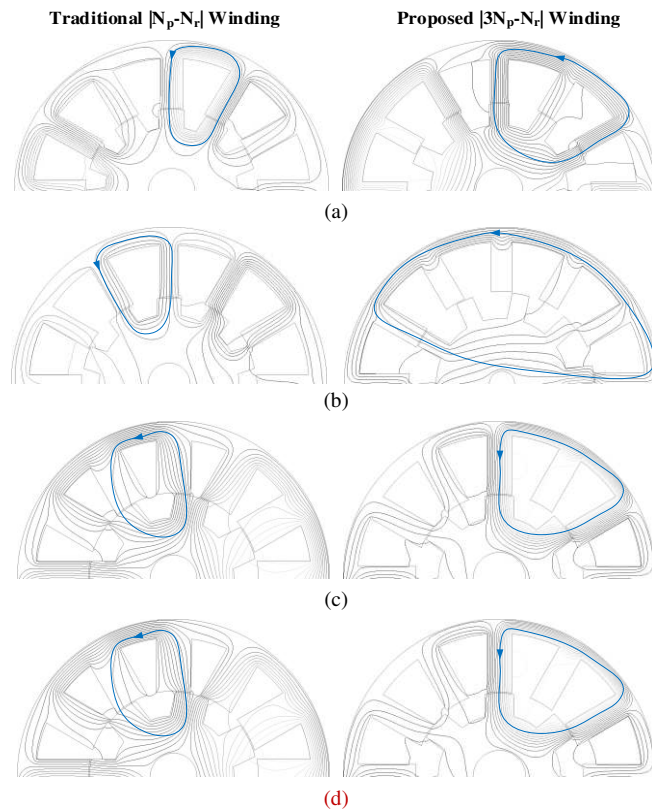 Traditional |Np-Nr| Winding
Proposed |3Np-Nr| Winding
(a)
(b)
(c)
(d)